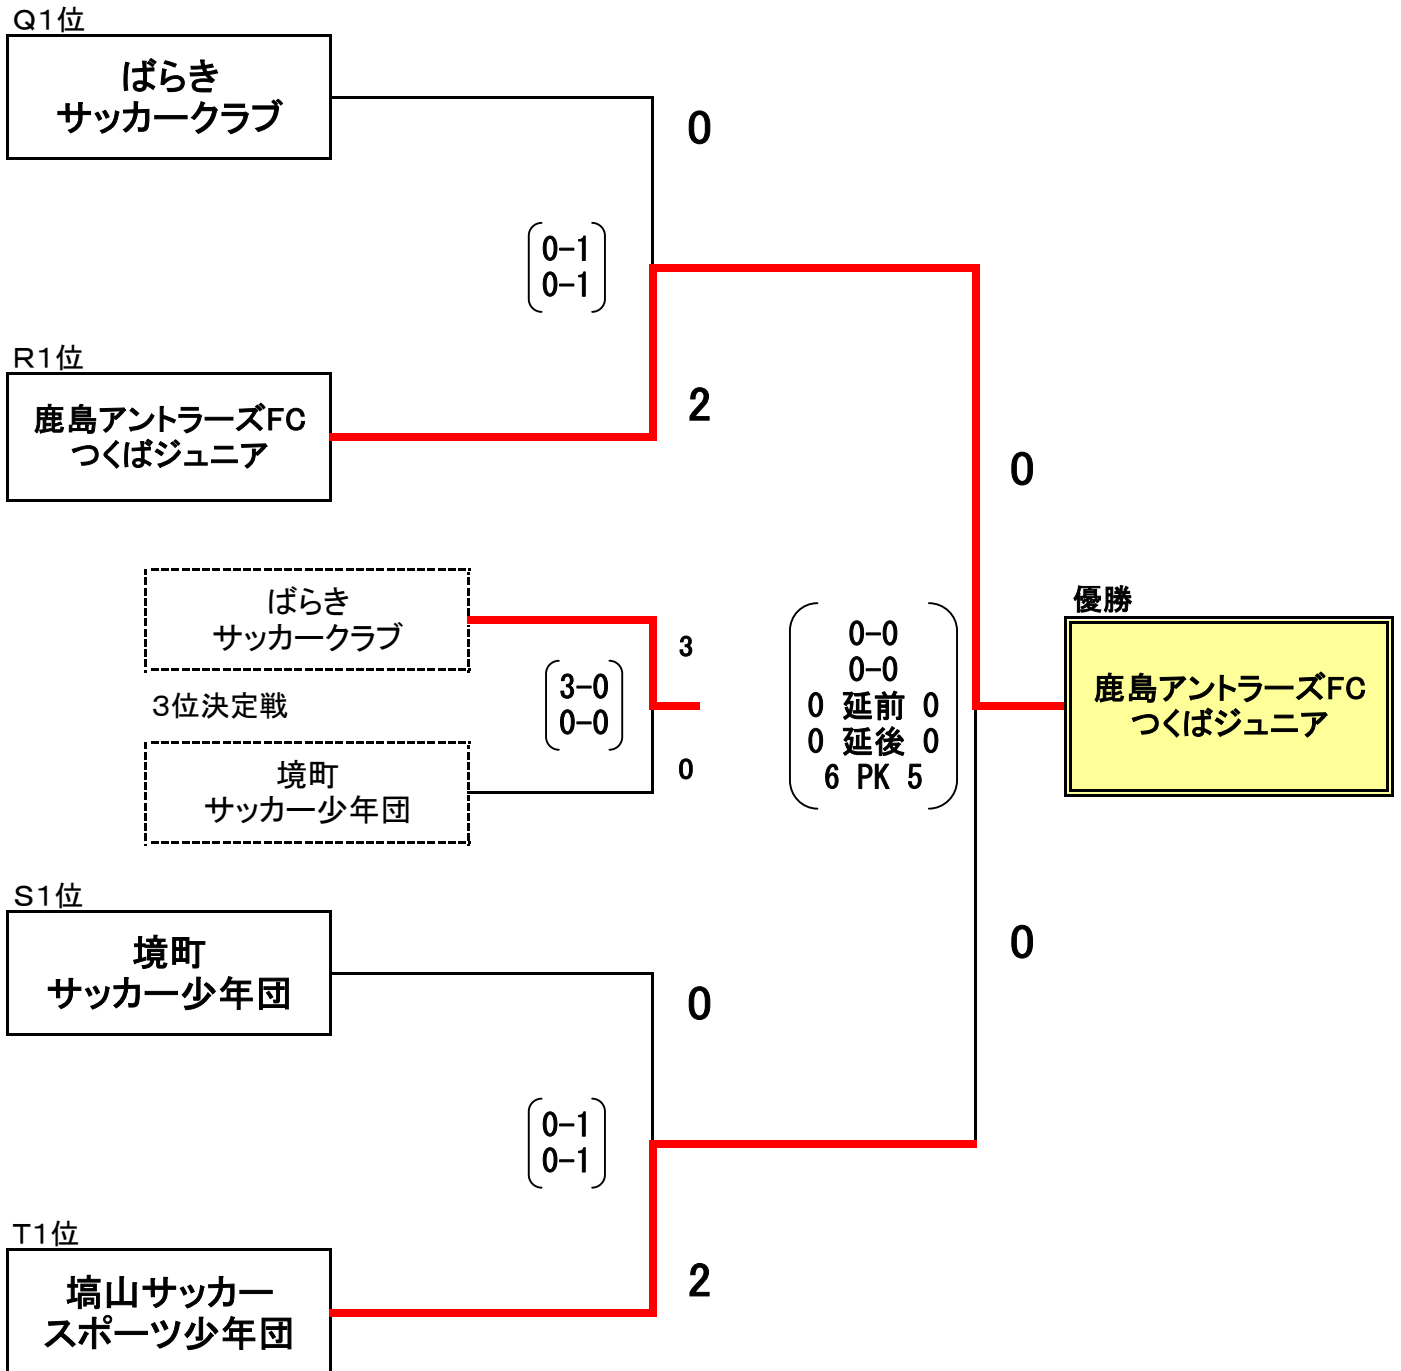 Q1位
ばらき
サッカークラブ
0
0-1
0-1
R1位
鹿島アントラーズFC
つくばジュニア
2
0
ばらき
サッカークラブ
3
3位決定戦
3-0
0-0
境町
サッカー少年団
0
0-0
0-0
0 延前 0
0 延後 0
6 PK 5
優勝
鹿島アントラーズFC
つくばジュニア
S1位
境町
サッカー少年団
0
0
0-1
0-1
T1位
塙山サッカー
スポーツ少年団
2